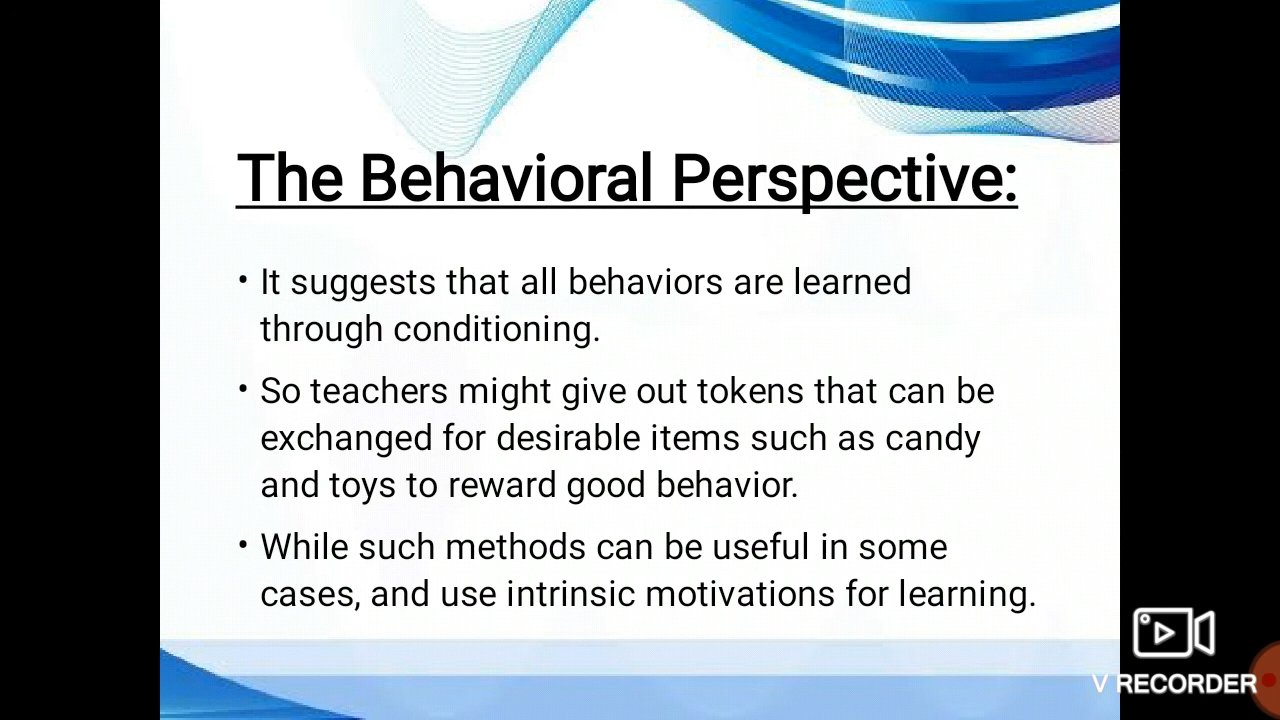 The Behavioral Perspective:
• It suggests that all behaviors are learned
through conditioning.
• So teachers might give out tokens that can be
exchanged for desirable items such as candy
and toys to reward good behavior.
• While such methods can be useful in some
cases, and use intrinsic motivations for learning.
V RECORDER